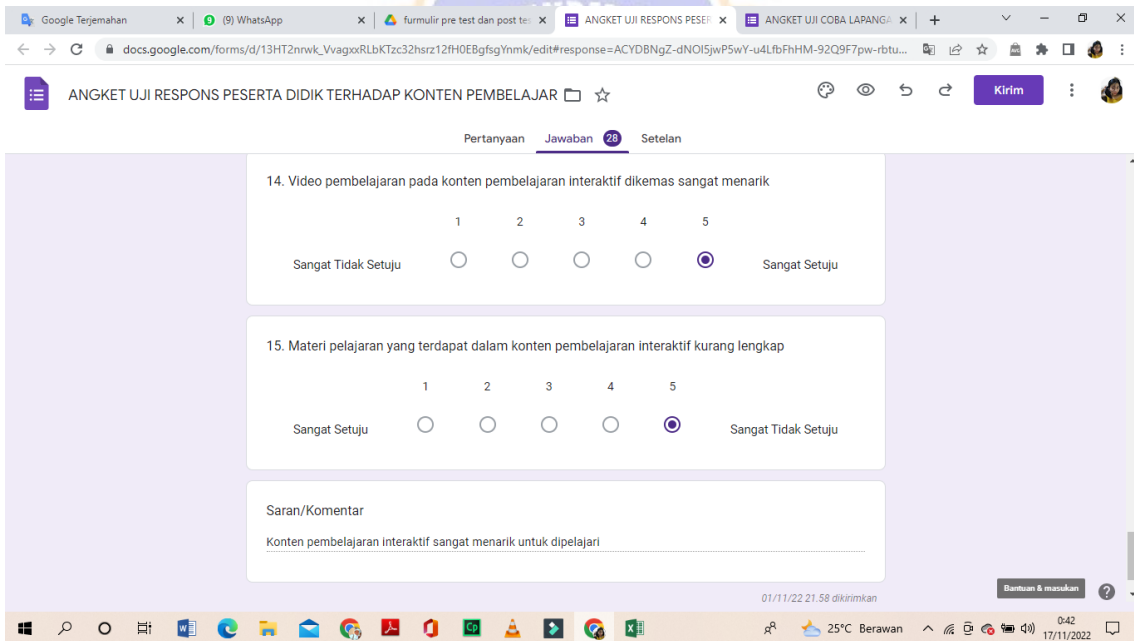 Google Terjemahan
(9) WhatsApp
furmulir pre test dan post tes
ANGKET UJI RESPONS PESER
ANGKET UJI COBA LAPANGA
docs.google.com/forms/d/13HT2nrwk_VvagxxRLbKTzc32hsrz12fH0EBgfsgYnmk/edit#response=ACYDBNgZ-dNOI5jwP5wY-u4LfbFhHM-92Q9F7pw-rbtu...
ANGKET UJI RESPONS PESERTA DIDIK TERHADAP KONTEN PEMBELAJAR
Kirim
Pertanyaan Jawaban 28 Setelan
14. Video pembelajaran pada konten pembelajaran interaktif dikemas sangat menarik
1 2 3 4 5
Sangat Tidak Setuju Sangat Setuju
15. Materi pelajaran yang terdapat dalam konten pembelajaran interaktif kurang lengkap
1 2 3 4 5
Sangat Setuju Sangat Tidak Setuju
Saran/Komentar
Konten pembelajaran interaktif sangat menarik untuk dipelajari
01/11/22 21.58 dikirimkan
Bantuan & masukan
25°C Berawan
0:42
17/11/2022